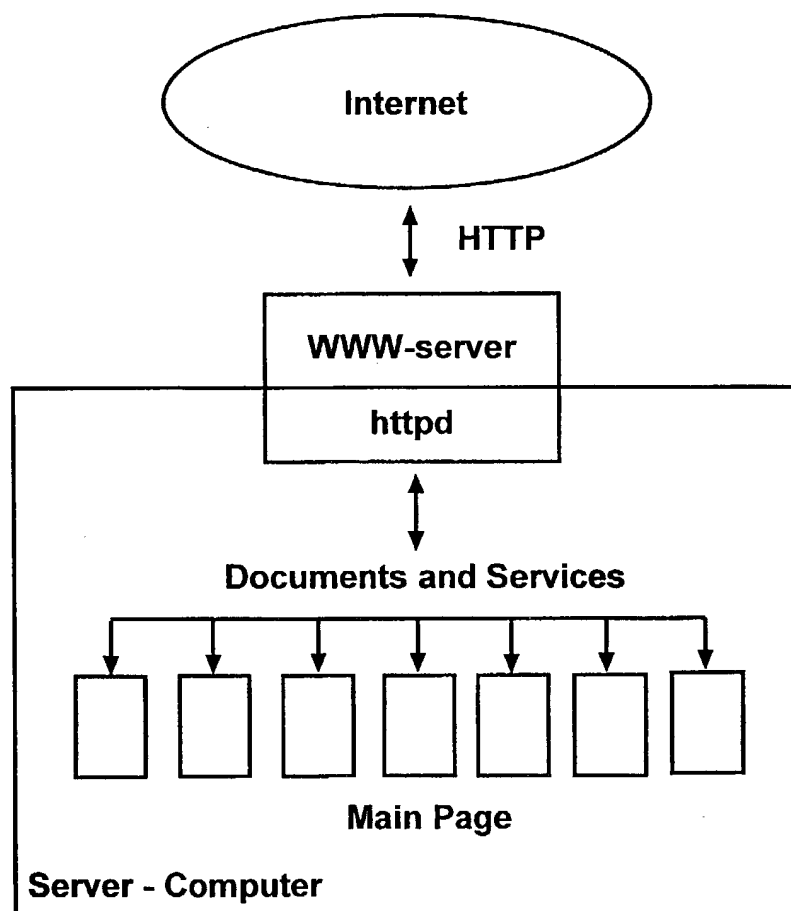 Internet
HTTP
WWW-server
httpd
Documents and Services
Main Page
Server - Computer